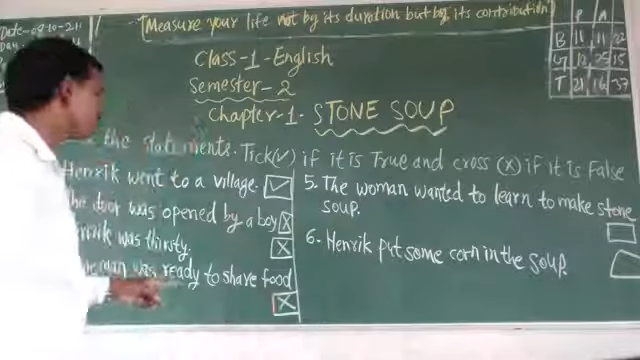 Date-09-10-211
Day
Measure your life not by its duration but by its contribution
P A
B 11 11 22
G 12 25 15
T 21 16 37
Class-1-English
Semester-2
Chapter-1. STONE SOUP
the statements. Tick(✓) if it is True and cross (x) if it is False
Henrik went to a village. ✓
the door was opened by a boy x
was thirsty. x
was ready to share food x
5. The woman wanted to learn to make stone
soup.
6. Henrik put some corn in the soup.